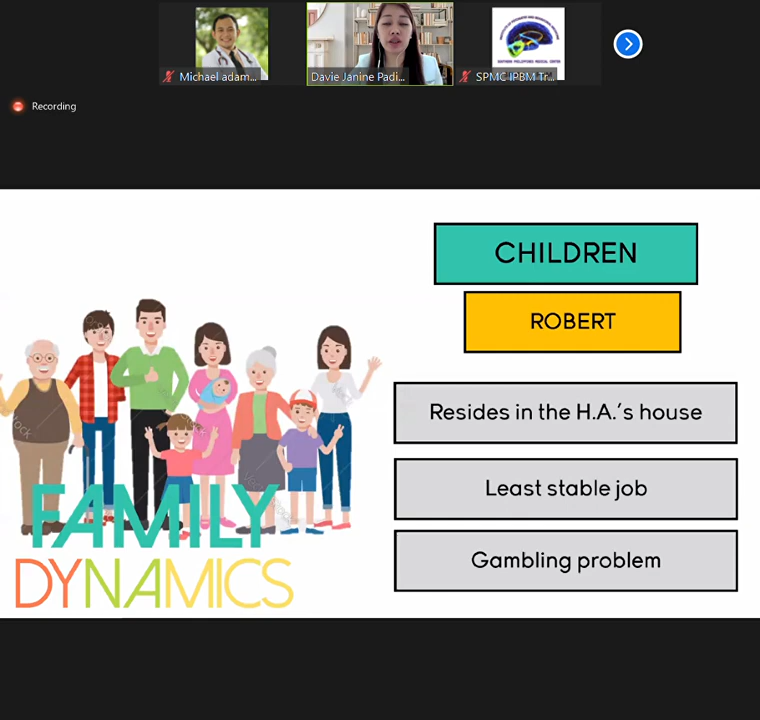 Michael adam...
Davie Janine Padi...
SPMC IPBM Tr...
Recording
CHILDREN
ROBERT
Resides in the H.A.'s house
Least stable job
Gambling problem
FAMILY
DYNAMICS